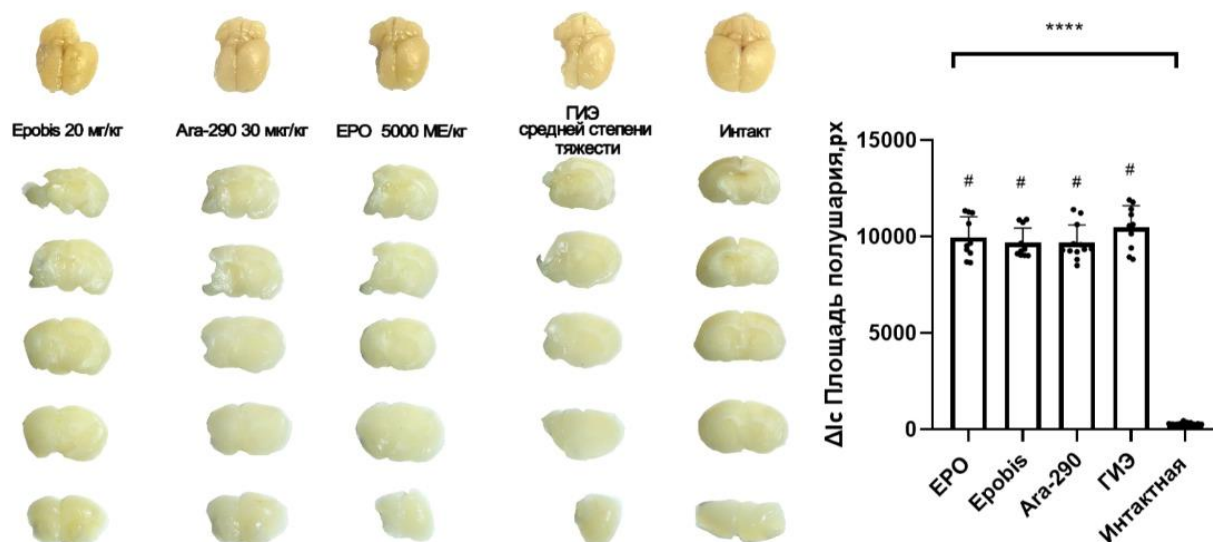 Epobis 20 мг/кг
Ara-290 30 мкг/кг
EPO 5000 МЕ/кг
ГИЭ
средней степени
тяжести
Интакт
****
ΔIc Площадь полушария,px
15000
10000
5000
0
#
#
#
#
EPO
Epobis
Ara-290
ГИЭ
Интактная